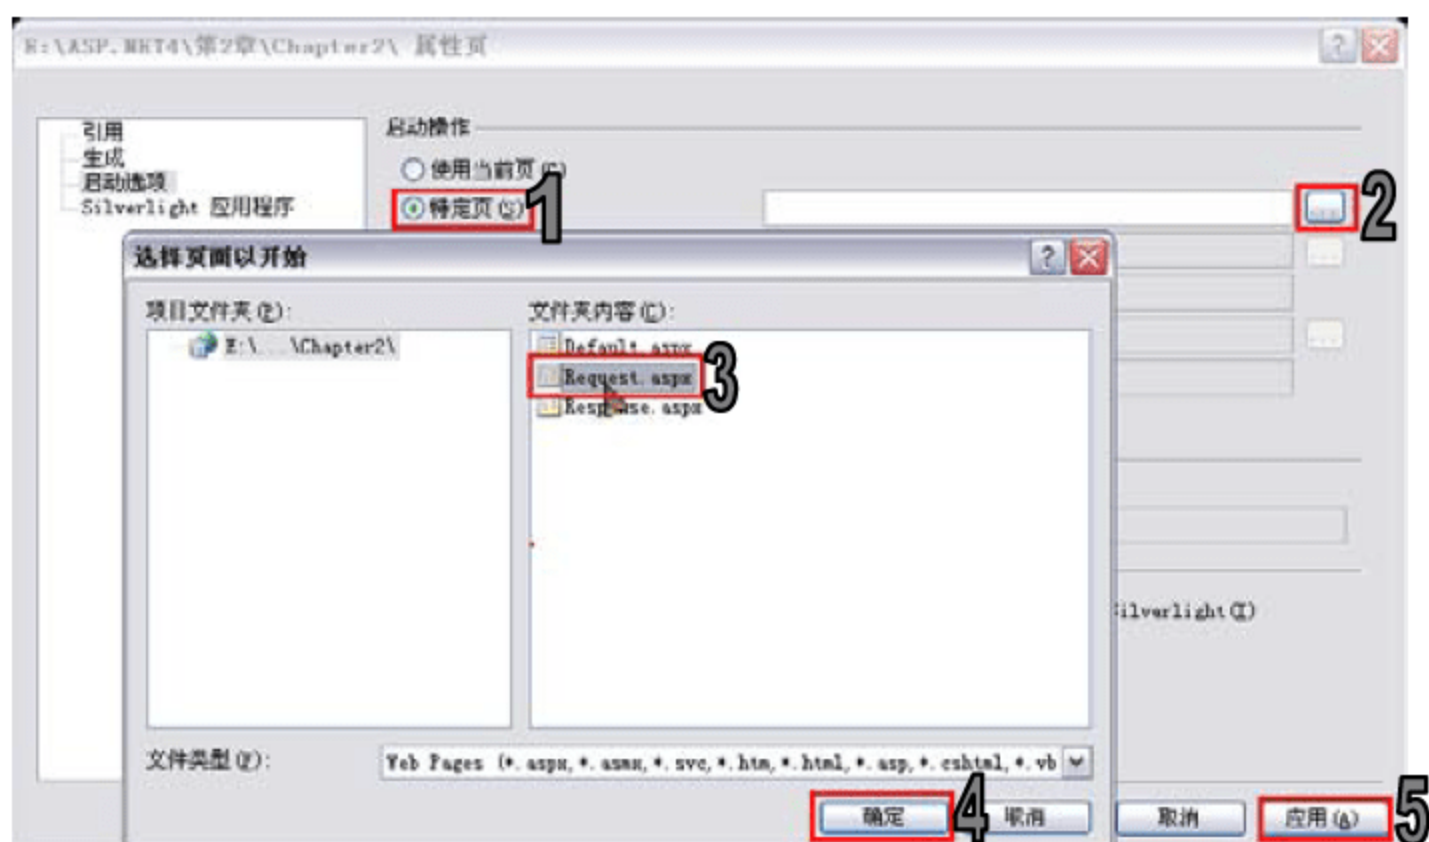 E:\ASP.NET4\第2章\Chapter2\ 属性页
引用
生成
启动选项
Silverlight 应用程序
启动操作
使用当前页(C)
特定页(S)
1
...
2
选择页面以开始
项目文件夹(P):
文件夹内容(C):
E:\...\Chapter2\
Default.aspx
Request.aspx
3
Response.aspx
Silverlight(T)
文件类型(F):
Web Pages (*.aspx,*.asmx,*.svc,*.htm,*.html,*.asp,*.cshtml,*.vb
确定
4
取消
取消
应用(A)
5